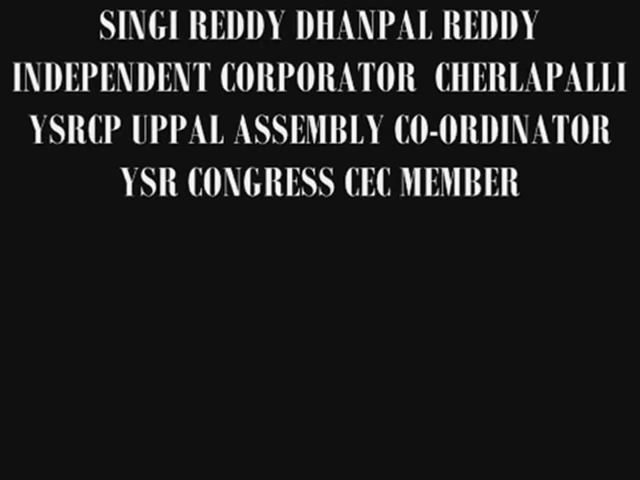 SINGI REDDY DHANPAL REDDY
INDEPENDENT CORPORATOR CHERLAPALLI
YSRCP UPPAL ASSEMBLY CO-ORDINATOR
YSR CONGRESS CEC MEMBER